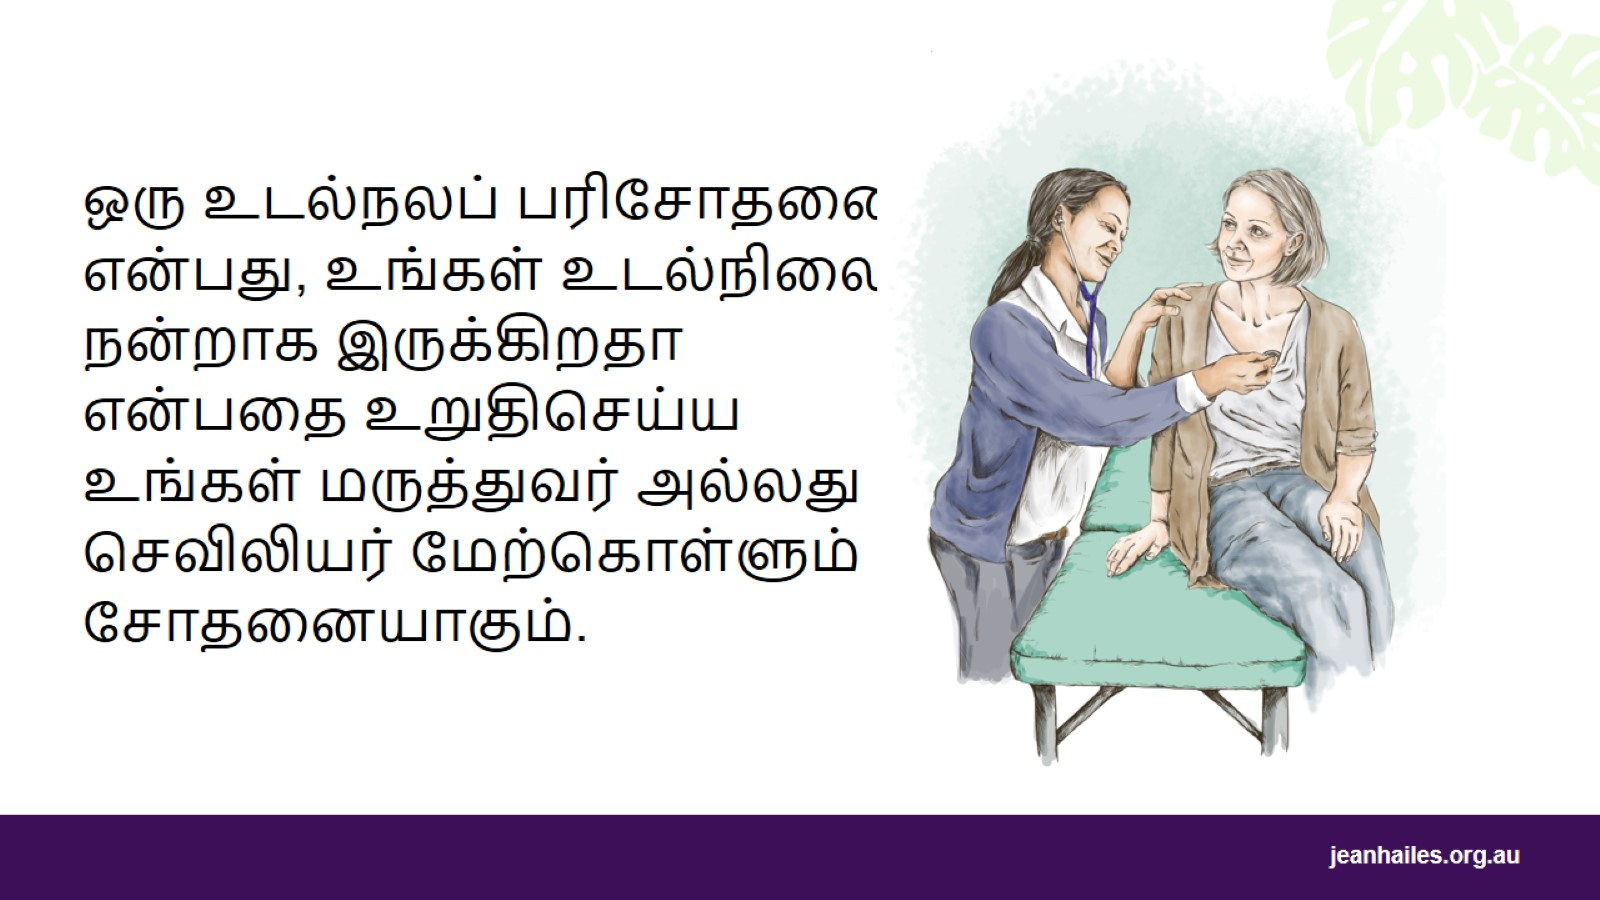 ஒரு உடல்நலப் பரிசோதனை
என்பது, உங்கள் உடல்நிலை
நன்றாக இருக்கிறதா
என்பதை உறுதிசெய்ய
உங்கள் மருத்துவர் அல்லது
செவிலியர் மேற்கொள்ளும்
சோதனையாகும்.
jeanhailes.org.au